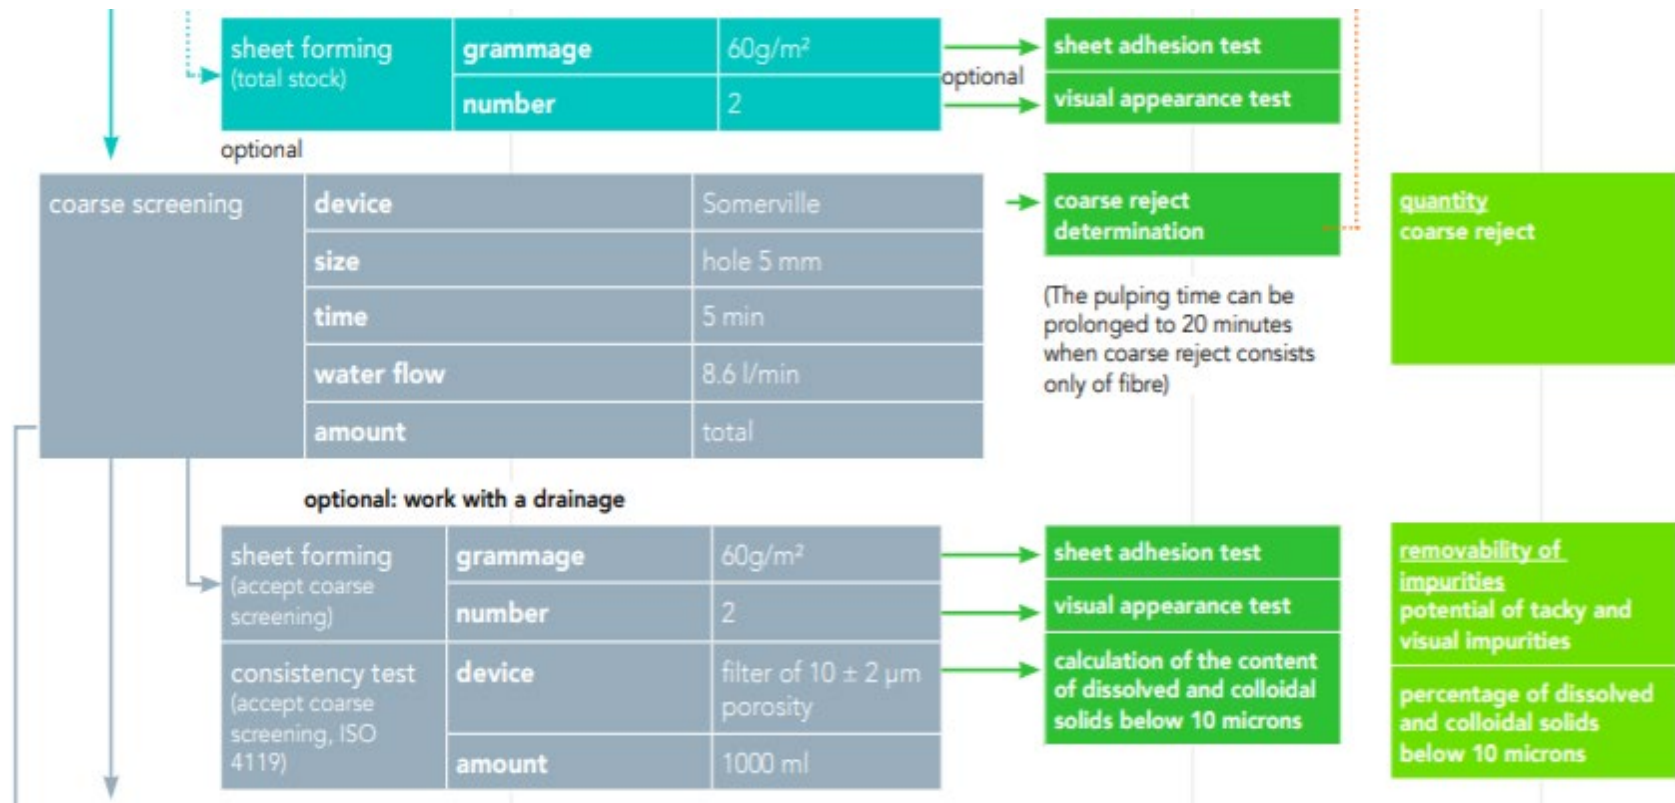 sheet forming
(total stock)
grammage
60g/m²
number
2
optional
sheet adhesion test
visual appearance test
optional
coarse screening
device
Somerville
size
hole 5 mm
time
5 min
water flow
8.6 l/min
amount
total
coarse reject
determination
(The pulping time can be
prolonged to 20 minutes
when coarse reject consists
only of fibre)
quantity
coarse reject
optional: work with a drainage
sheet forming
(accept coarse
screening)
grammage
60g/m²
number
2
sheet adhesion test
visual appearance test
removability of
impurities
potential of tacky and
visual impurities
consistency test
(accept coarse
screening, ISO
4119)
device
filter of 10 ± 2 µm
porosity
amount
1000 ml
calculation of the content
of dissolved and colloidal
solids below 10 microns
percentage of dissolved
and colloidal solids
below 10 microns